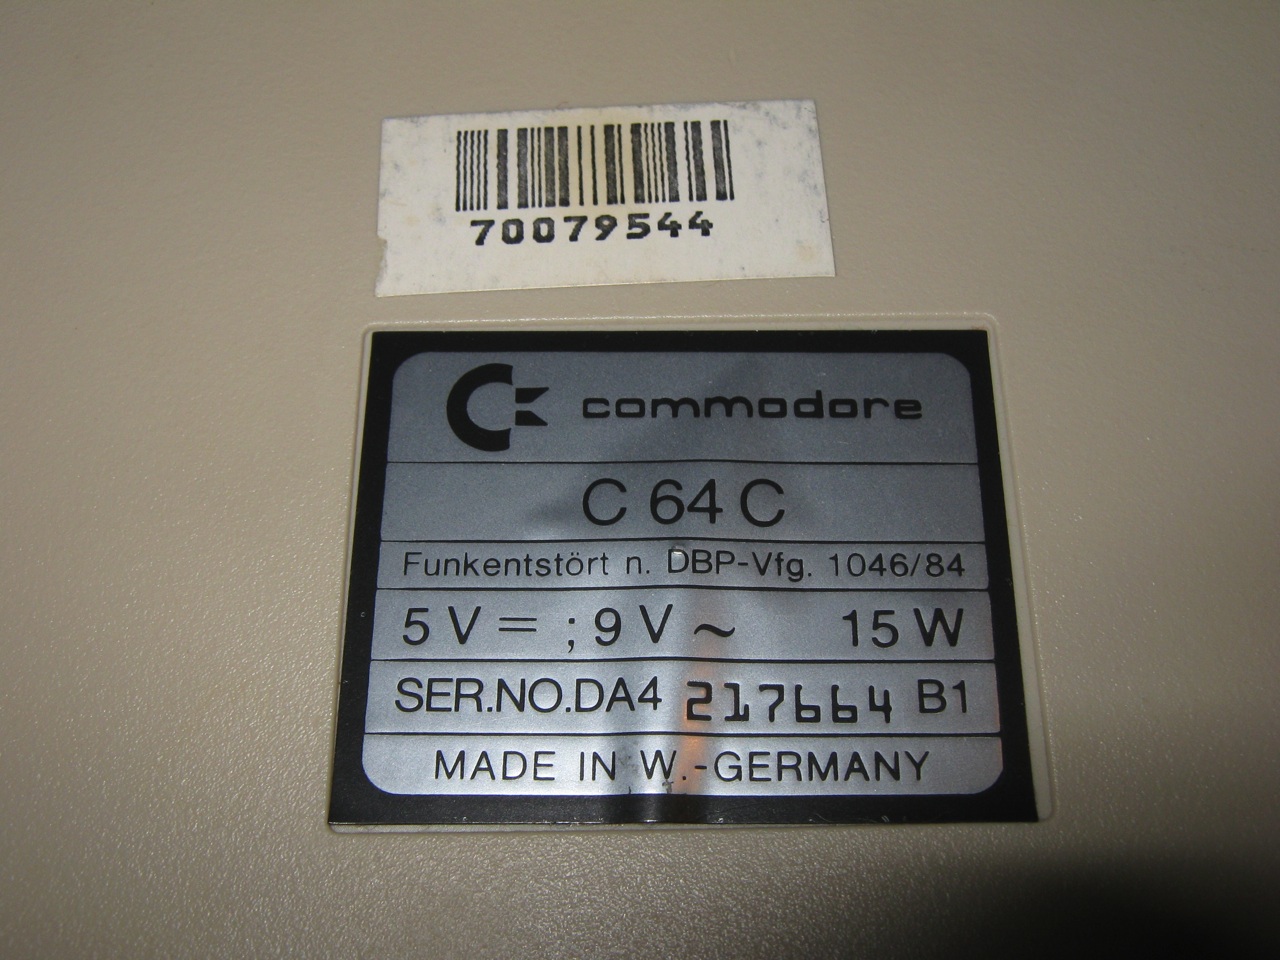 70079544
commodore
C 64 C
Funkentstört n. DBP-Vfg. 1046/84
5 V = ; 9 V ~ 15 W
SER.NO.DA4 217664 B1
MADE IN W.-GERMANY